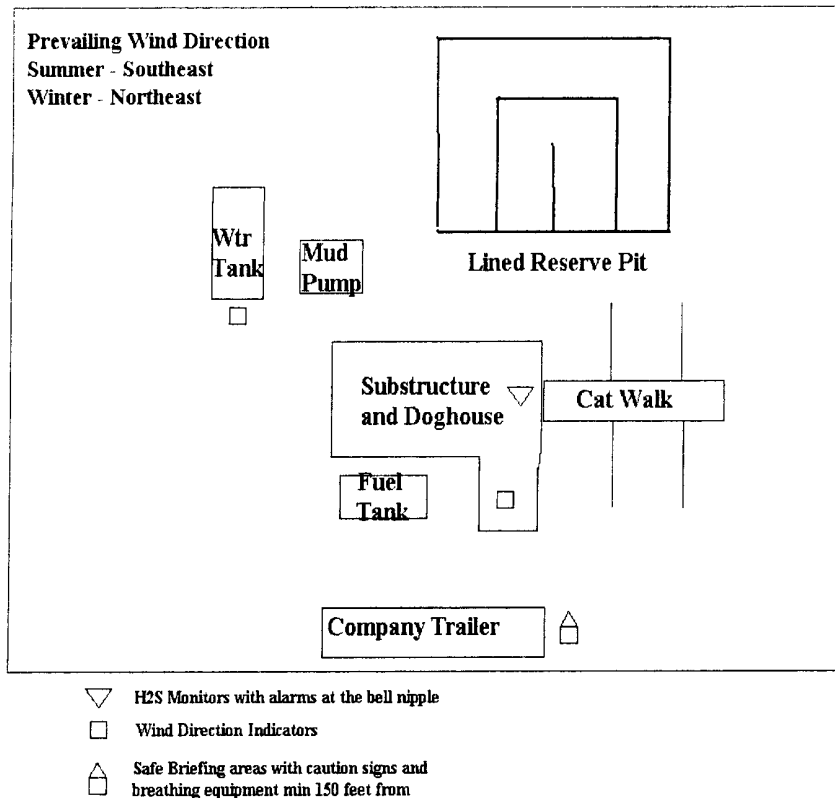 Prevailing Wind Direction
Summer - Southeast
Winter - Northeast
Wtr
Tank
Mud
Pump
Lined Reserve Pit
Substructure
and Doghouse
Cat Walk
Fuel
Tank
Company Trailer
H2S Monitors with alarms at the bell nipple
Wind Direction Indicators
Safe Briefing areas with caution signs and
breathing equipment min 150 feet from